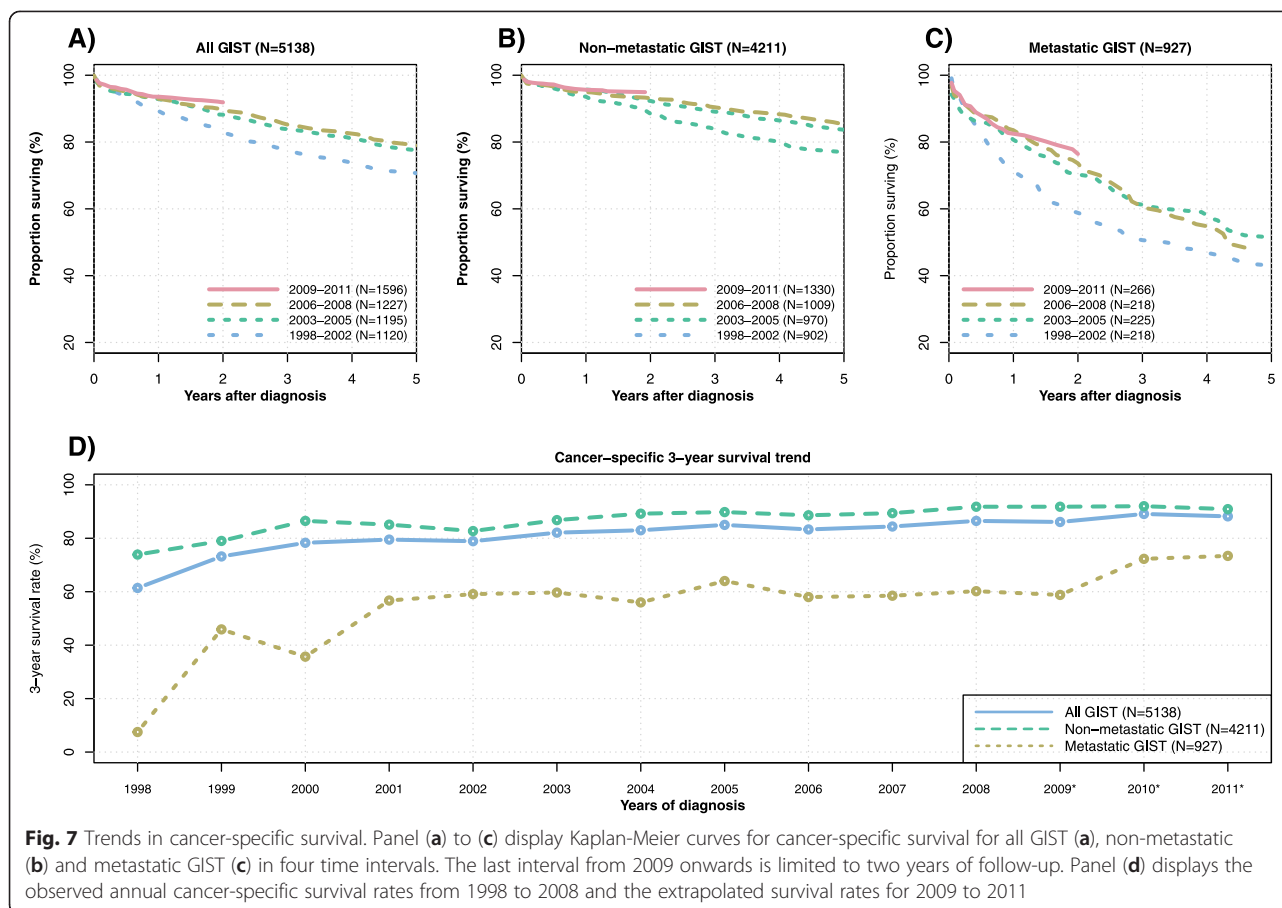 A)
All GIST (N=5138)
Proportion surving (%)
100
80
60
40
20
2009–2011 (N=1596)
2006–2008 (N=1227)
2003–2005 (N=1195)
1998–2002 (N=1120)
0 1 2 3 4 5
Years after diagnosis
B)
Non–metastatic GIST (N=4211)
Proportion surving (%)
100
80
60
40
20
2009–2011 (N=1330)
2006–2008 (N=1009)
2003–2005 (N=970)
1998–2002 (N=902)
0 1 2 3 4 5
Years after diagnosis
C)
Metastatic GIST (N=927)
Proportion surving (%)
100
80
60
40
20
2009–2011 (N=266)
2006–2008 (N=218)
2003–2005 (N=225)
1998–2002 (N=218)
0 1 2 3 4 5
Years after diagnosis
D)
Cancer–specific 3–year survival trend
3–year survival rate (%)
100
80
60
40
20
0
All GIST (N=5138)
Non–metastatic GIST (N=4211)
Metastatic GIST (N=927)
1998 1999 2000 2001 2002 2003 2004 2005 2006 2007 2008 2009* 2010* 2011*
Years of diagnosis
Fig. 7 Trends in cancer-specific survival. Panel (a) to (c) display Kaplan-Meier curves for cancer-specific survival for all GIST (a), non-metastatic
(b) and metastatic GIST (c) in four time intervals. The last interval from 2009 onwards is limited to two years of follow-up. Panel (d) displays the
observed annual cancer-specific survival rates from 1998 to 2008 and the extrapolated survival rates for 2009 to 2011